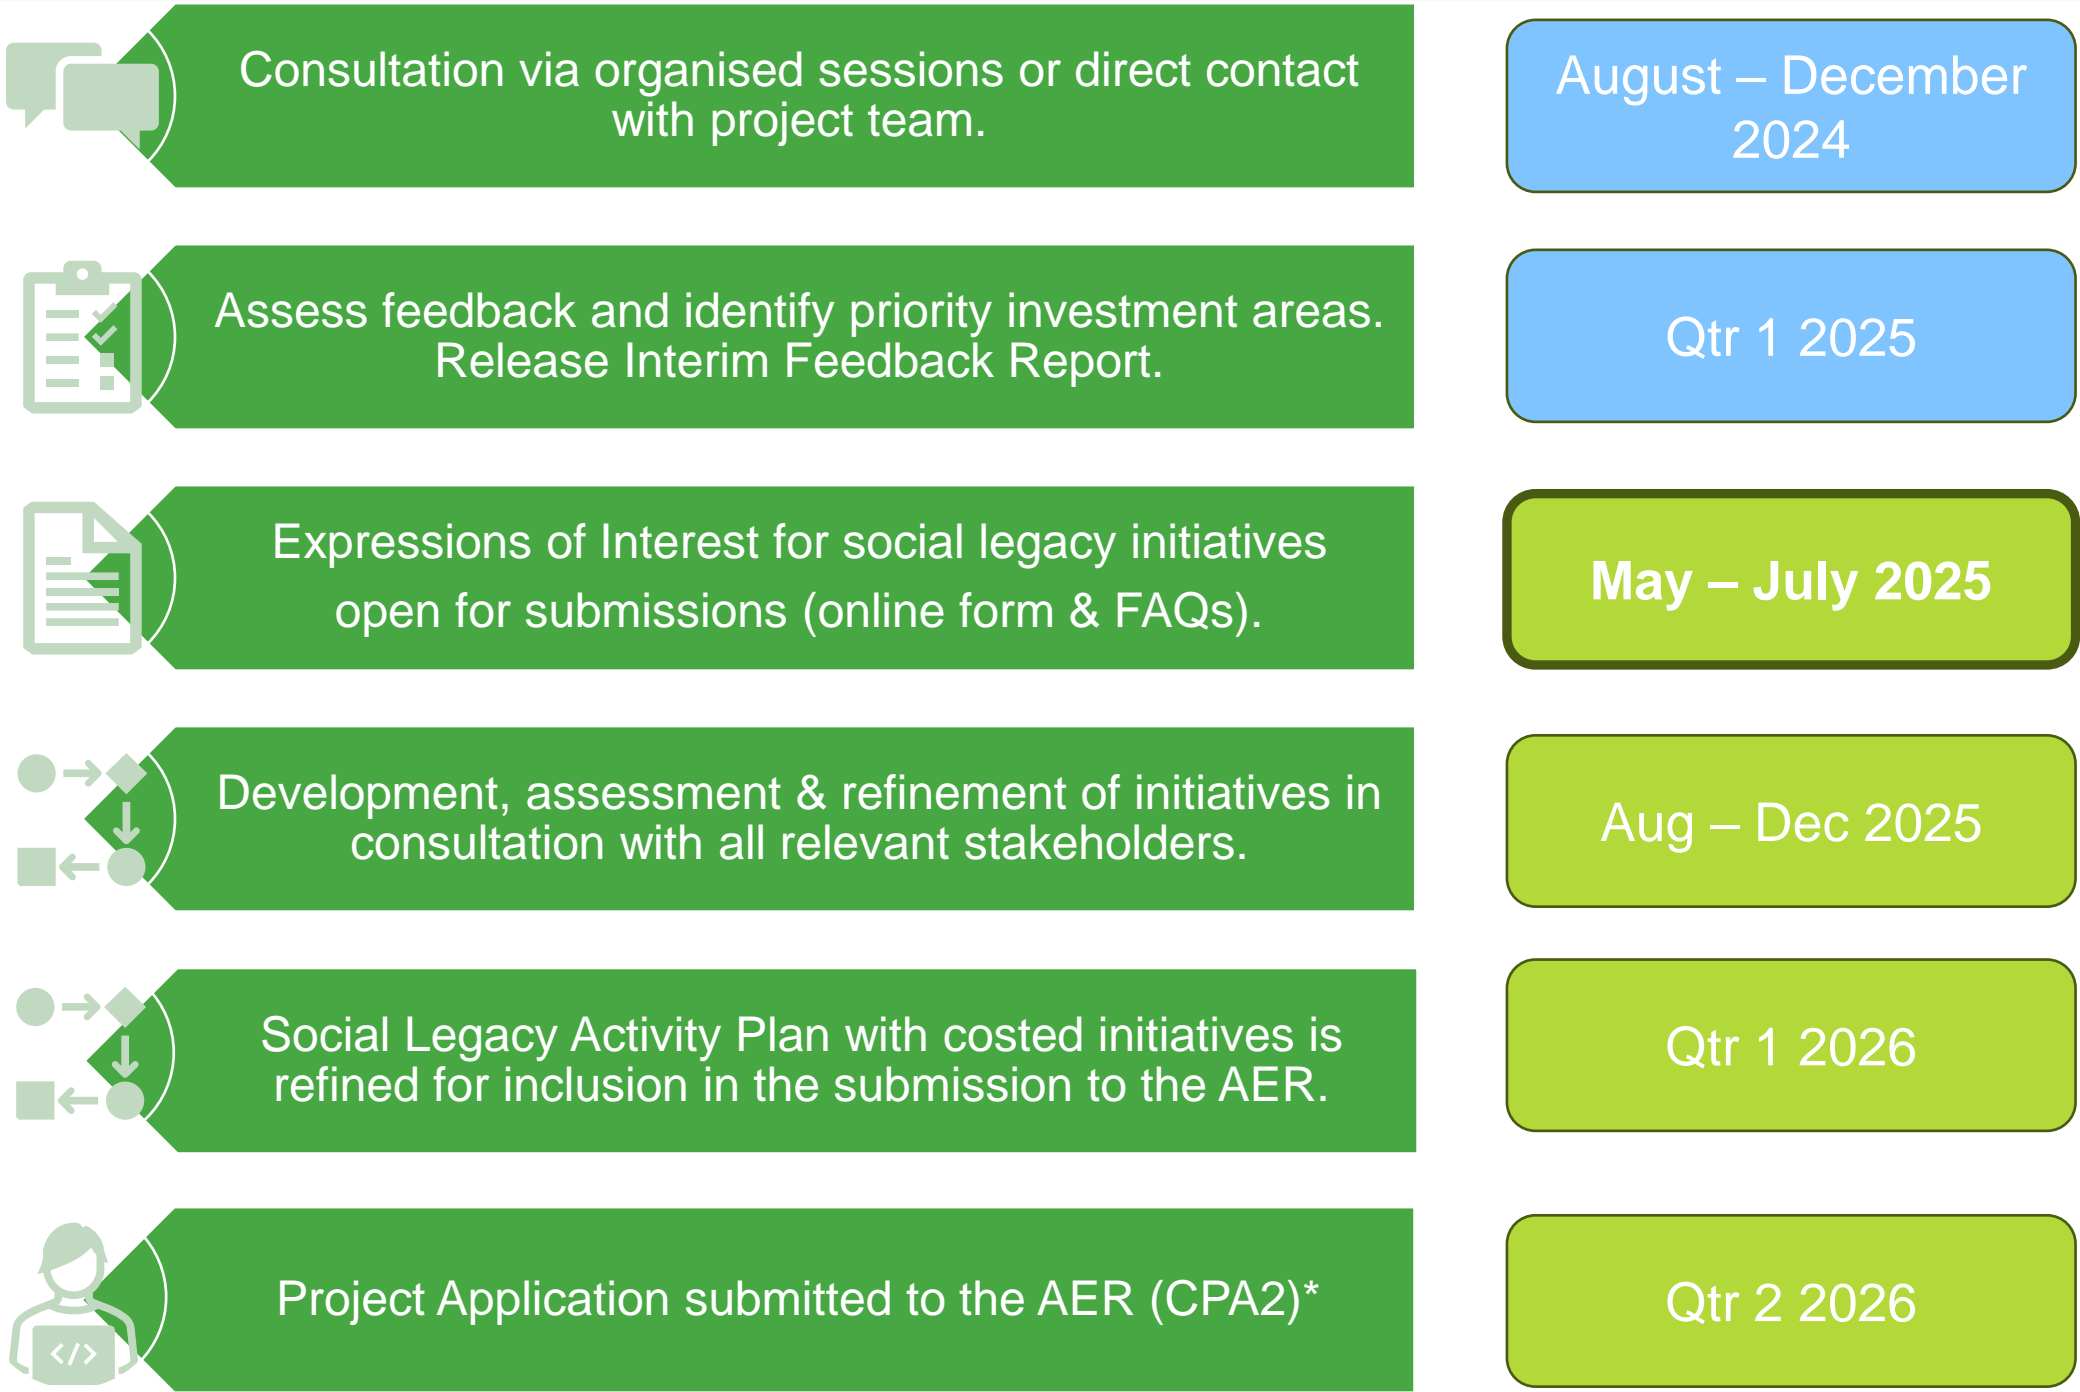 Consultation via organised sessions or direct contact
with project team.
August – December
2024
Assess feedback and identify priority investment areas.
Release Interim Feedback Report.
Qtr 1 2025
Expressions of Interest for social legacy initiatives
open for submissions (online form & FAQs).
May – July 2025
Development, assessment & refinement of initiatives in
consultation with all relevant stakeholders.
Aug – Dec 2025
Social Legacy Activity Plan with costed initiatives is
refined for inclusion in the submission to the AER.
Qtr 1 2026
Project Application submitted to the AER (CPA2)*
Qtr 2 2026